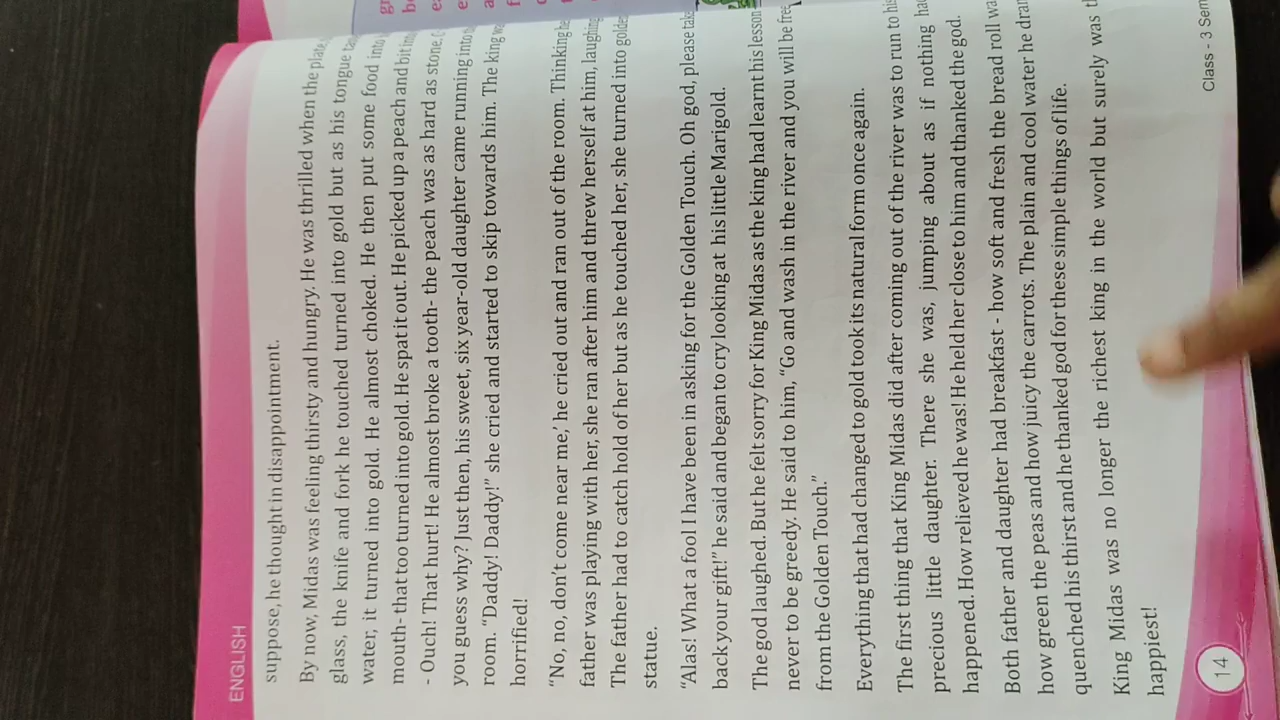 ENGLISH
suppose, he thought in disappointment.
By now, Midas was feeling thirsty and hungry. He was thrilled when the plate,
glass, the knife and fork he touched turned into gold but as his tongue
water, it turned into gold. He almost choked. He then put some food into
mouth- that too turned into gold. He spat it out. He picked up a peach and bit
- Ouch! That hurt! He almost broke a tooth- the peach was as hard as stone.
you guess why? Just then, his sweet, six year-old daughter came running into
room. “Daddy! Daddy!” she cried and started to skip towards him. The king
horrified!
“No, no, don’t come near me,’ he cried out and ran out of the room. Thinking
father was playing with her, she ran after him and threw herself at him, laughing
The father had to catch hold of her but as he touched her, she turned into
statue.
“Alas! What a fool I have been in asking for the Golden Touch. Oh god, please
back your gift!” he said and began to cry looking at his little Marigold.
The god laughed. But he felt sorry for King Midas as the king had learnt his lesson
never to be greedy. He said to him, “Go and wash in the river and you will be
from the Golden Touch.”
Everything that had changed to gold took its natural form once again.
The first thing that King Midas did after coming out of the river was to run to
precious little daughter. There she was, jumping about as if nothing
happened. How relieved he was! He held her close to him and thanked the god.
Both father and daughter had breakfast - how soft and fresh the bread roll
how green the peas and how juicy the carrots. The plain and cool water he
quenched his thirst and he thanked god for these simple things of life.
King Midas was no longer the richest king in the world but surely was
happiest!
14
Class - 3 Sem